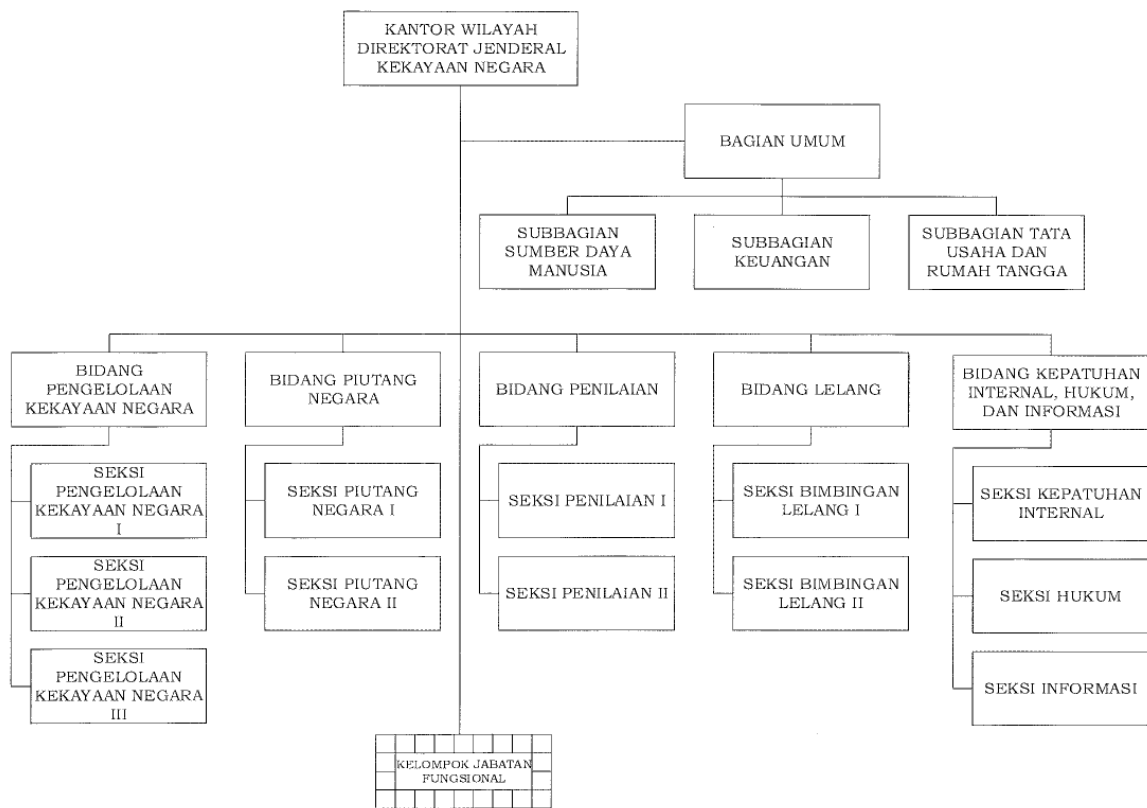 KANTOR WILAYAH
DIREKTORAT JENDERAL
KEKAYAAN NEGARA
BAGIAN UMUM
SUBBAGIAN
SUMBER DAYA
MANUSIA
SUBBAGIAN
KEUANGAN
SUBBAGIAN TATA
USAHA DAN
RUMAH TANGGA
BIDANG
PENGELOLAAN
KEKAYAAN NEGARA
BIDANG PIUTANG
NEGARA
BIDANG PENILAIAN
BIDANG LELANG
BIDANG KEPATUHAN
INTERNAL, HUKUM,
DAN INFORMASI
SEKSI
PENGELOLAAN
KEKAYAAN NEGARA
I
SEKSI PIUTANG
NEGARA I
SEKSI PENILAIAN I
SEKSI BIMBINGAN
LELANG I
SEKSI KEPATUHAN
INTERNAL
SEKSI
PENGELOLAAN
KEKAYAAN NEGARA
II
SEKSI PIUTANG
NEGARA II
SEKSI PENILAIAN II
SEKSI BIMBINGAN
LELANG II
SEKSI HUKUM
SEKSI
PENGELOLAAN
KEKAYAAN NEGARA
III
SEKSI INFORMASI
KELOMPOK JABATAN
FUNGSIONAL